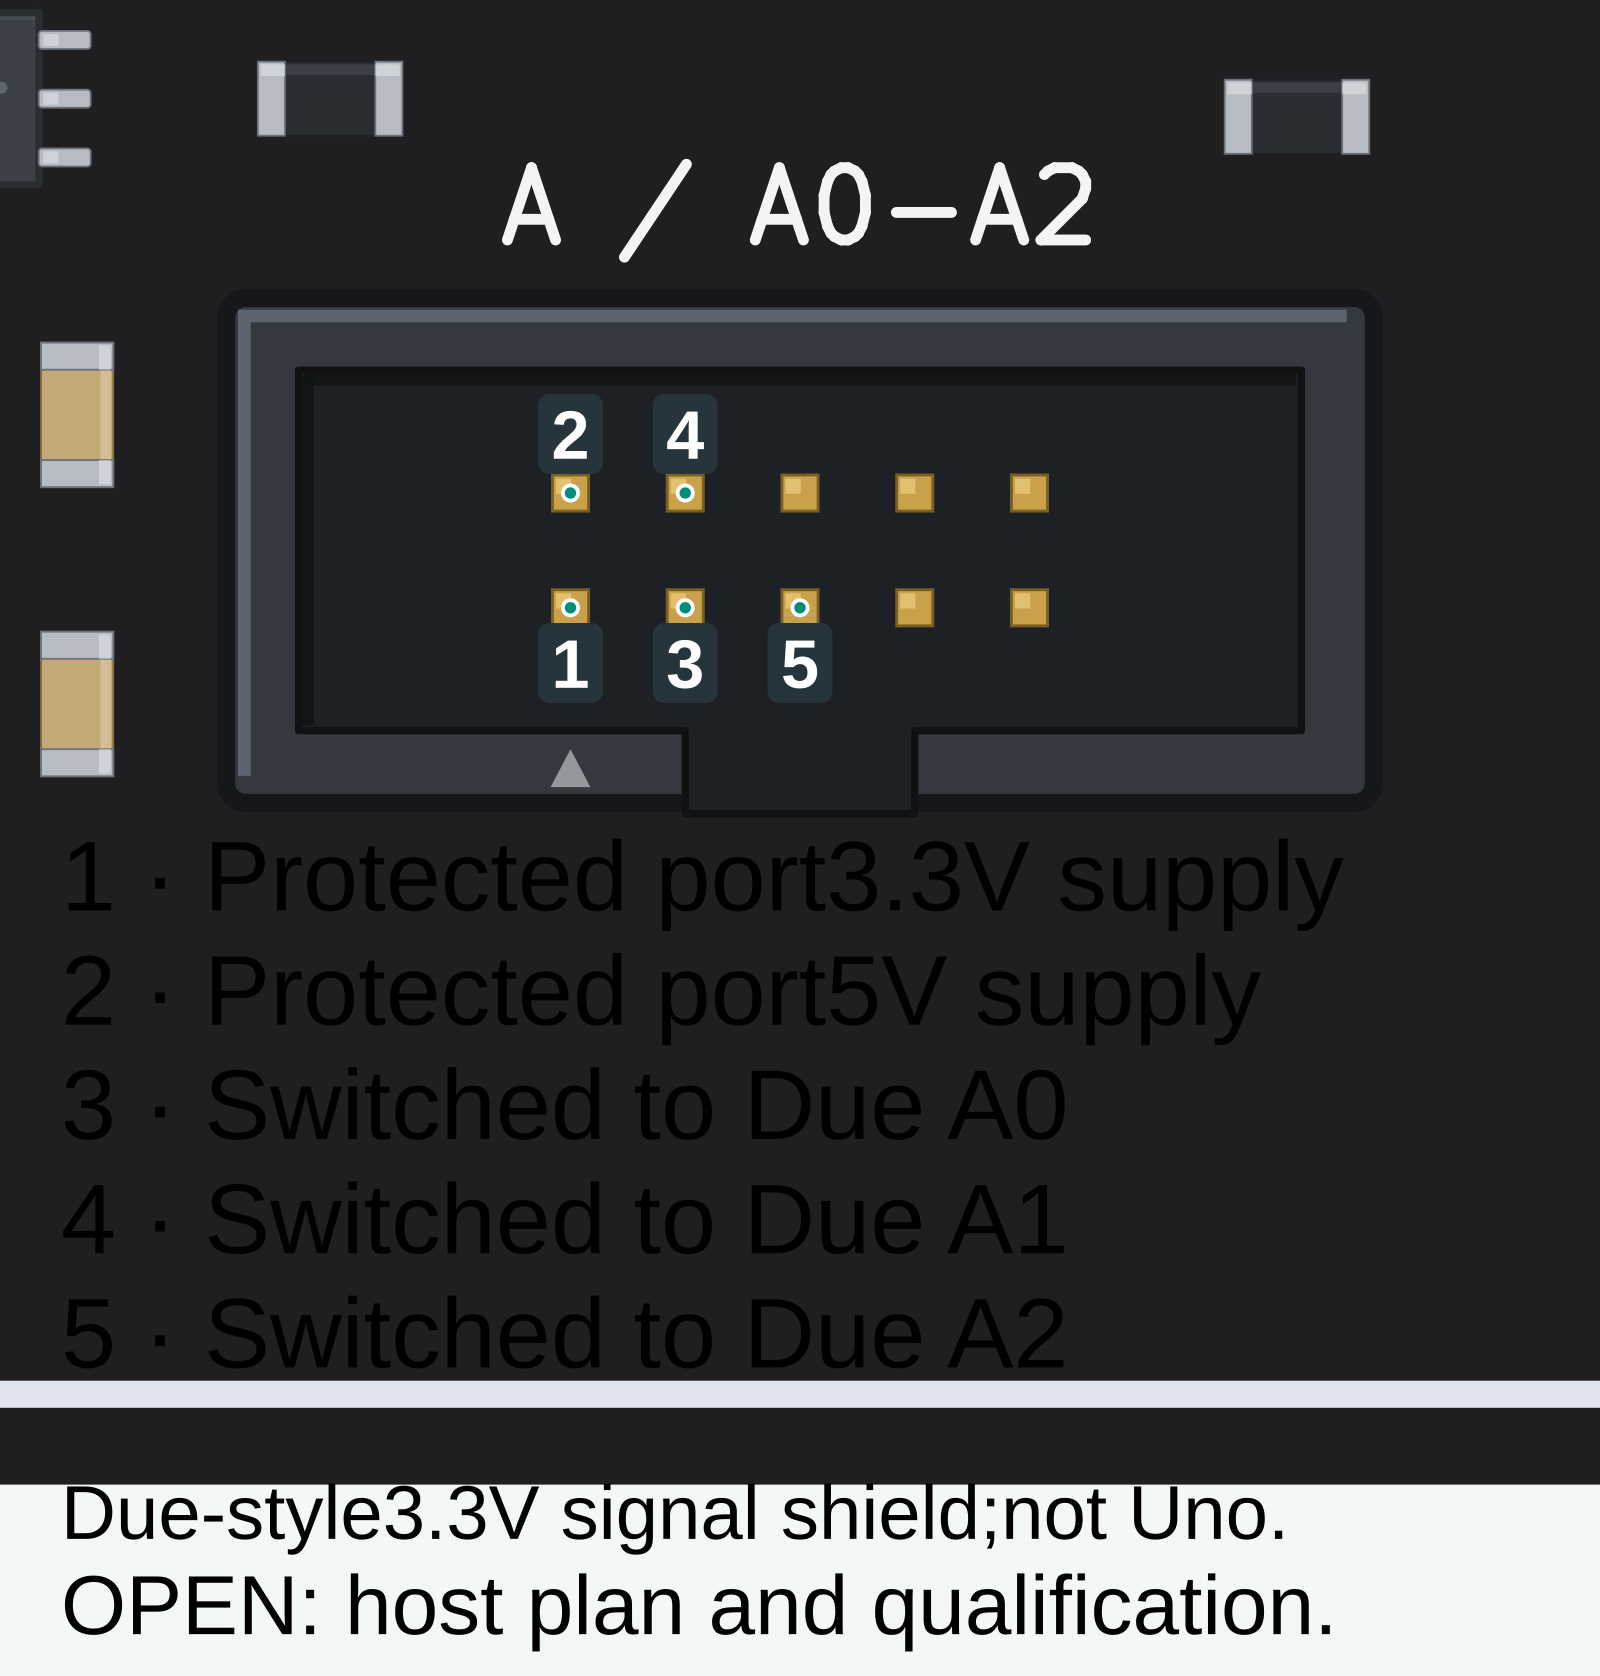 A / A0-A2
2 4
1 3 5
1 · Protected port3.3V supply
2 · Protected port5V supply
3 · Switched to Due A0
4 · Switched to Due A1
5 · Switched to Due A2
Due-style3.3V signal shield;not Uno.
OPEN: host plan and qualification.